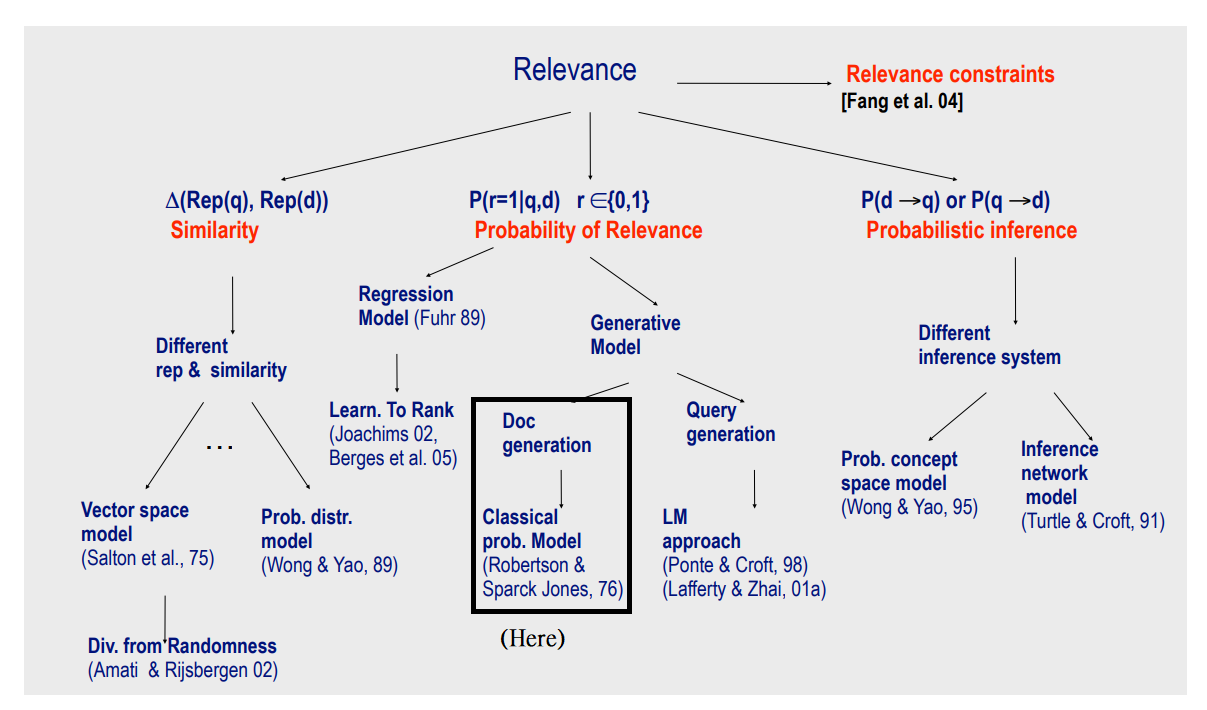 Relevance
Relevance constraints
[Fang et al. 04]
Δ(Rep(q), Rep(d))
Similarity
P(r=1|q,d) r ∈{0,1}
Probability of Relevance
P(d →q) or P(q →d)
Probabilistic inference
Regression
Model (Fuhr 89)
Generative
Model
Different
rep & similarity
Different
inference system
Learn. To Rank
(Joachims 02,
Berges et al. 05)
Doc
generation
Query
generation
...
Prob. concept
space model
(Wong & Yao, 95)
Inference
network
model
(Turtle & Croft, 91)
Vector space
model
(Salton et al., 75)
Prob. distr.
model
(Wong & Yao, 89)
Classical
prob. Model
(Robertson &
Sparck Jones, 76)
LM
approach
(Ponte & Croft, 98)
(Lafferty & Zhai, 01a)
(Here)
Div. from Randomness
(Amati & Rijsbergen 02)